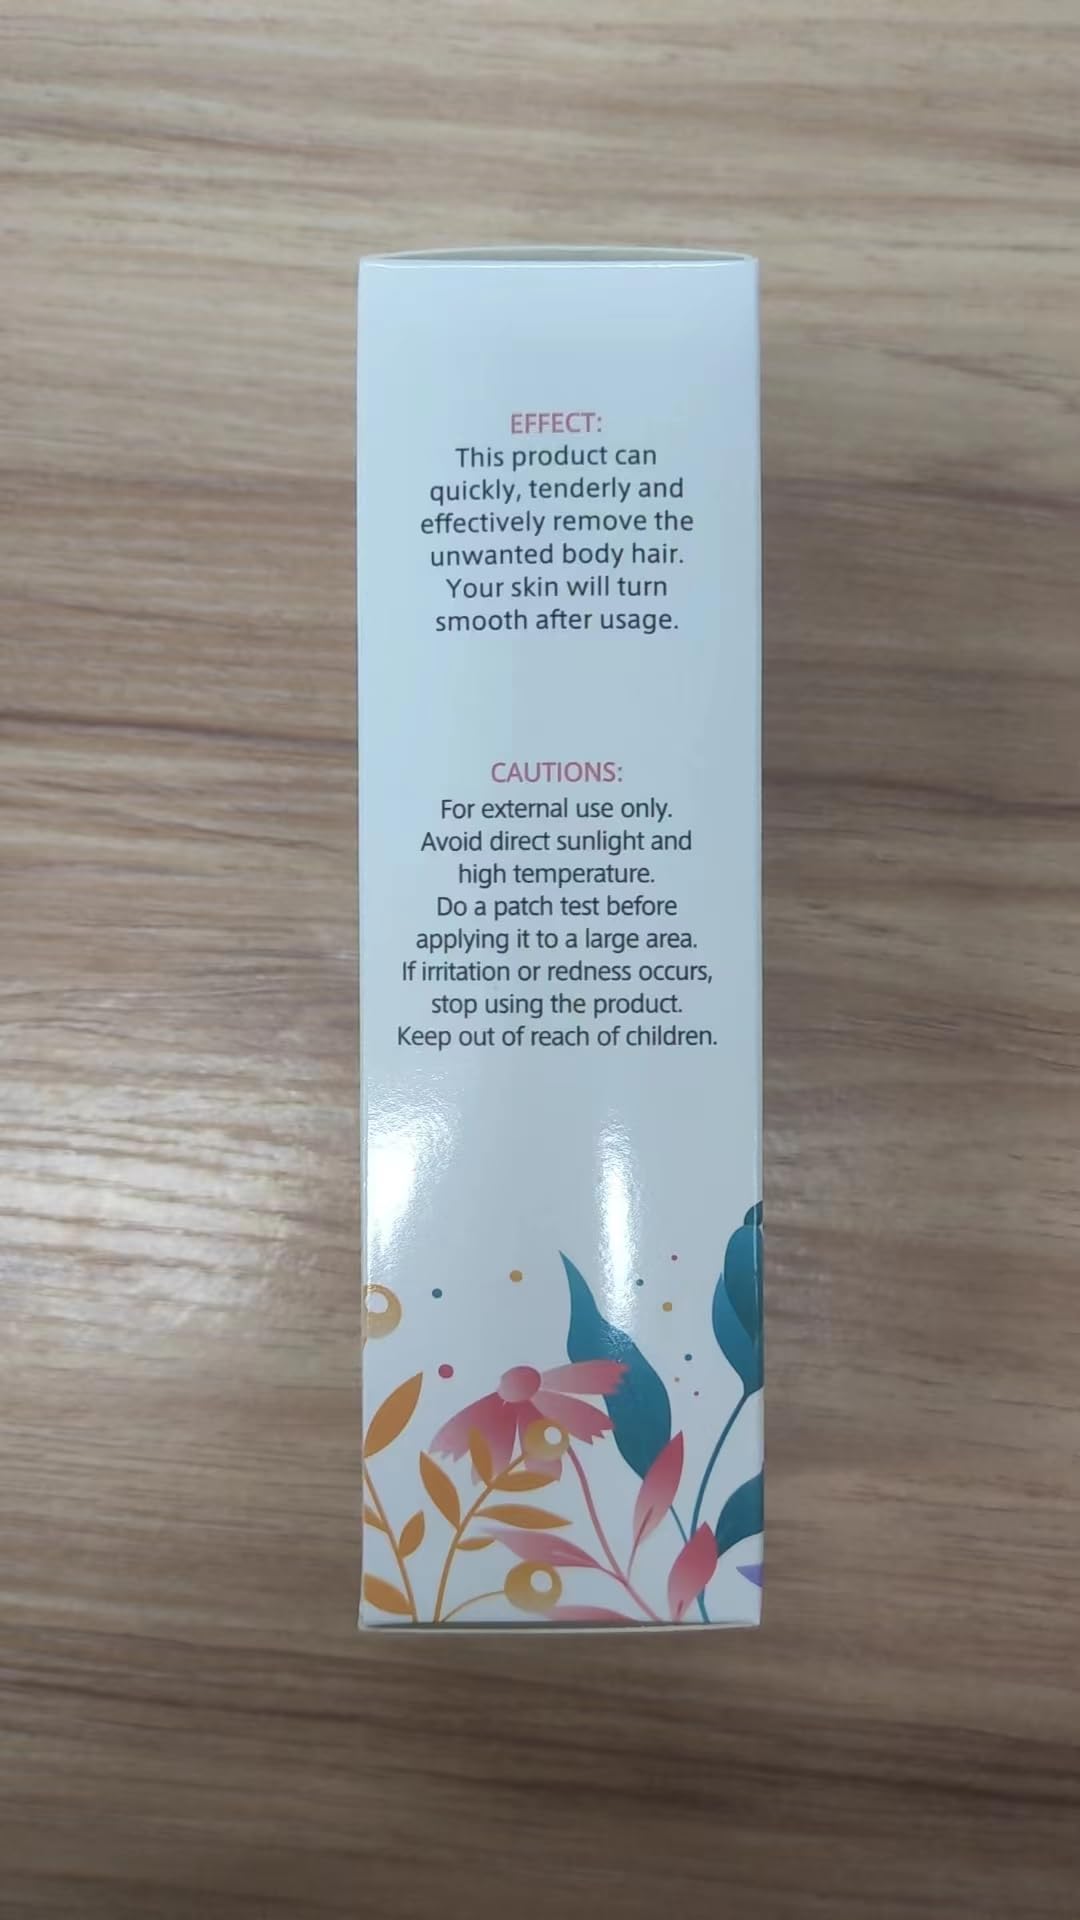 EFFECT:
This product can
quickly, tenderly and
effectively remove the
unwanted body hair.
Your skin will turn
smooth after usage.
CAUTIONS:
For external use only.
Avoid direct sunlight and
high temperature.
Do a patch test before
applying it to a large area.
If irritation or redness occurs,
stop using the product.
Keep out of reach of children.